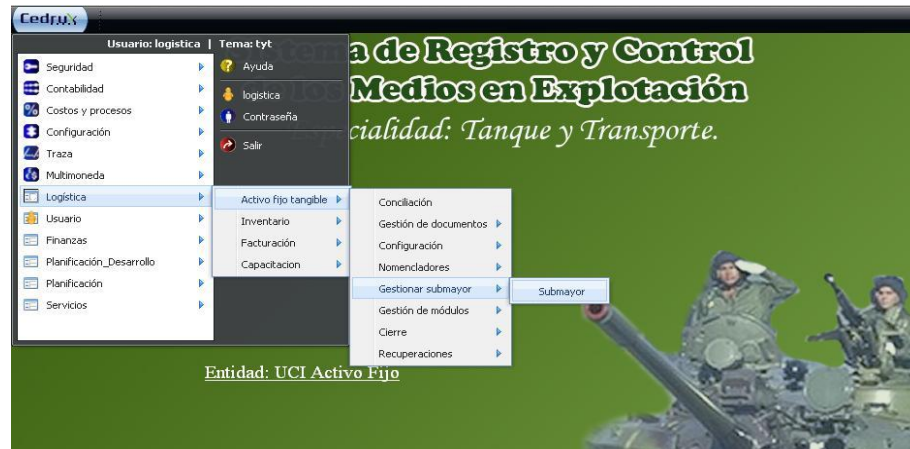 Cedrux
Usuario: logistica | Tema: tyt
Seguridad
Contabilidad
Costos y procesos
Configuración
Traza
Multimoneda
Logística
Usuario
Finanzas
Planificación_Desarrollo
Planificación
Servicios
Ayuda
logistica
Contraseña
Salir
Activo fijo tangible
Inventario
Facturación
Capacitacion
Conciliación
Gestión de documentos
Configuración
Nomencladores
Gestionar submayor
Gestión de módulos
Cierre
Recuperaciones
Submayor
a de Registro y Control
Medios en Explotación
cialidad: Tanque y Transporte.
Entidad: UCI Activo Fijo